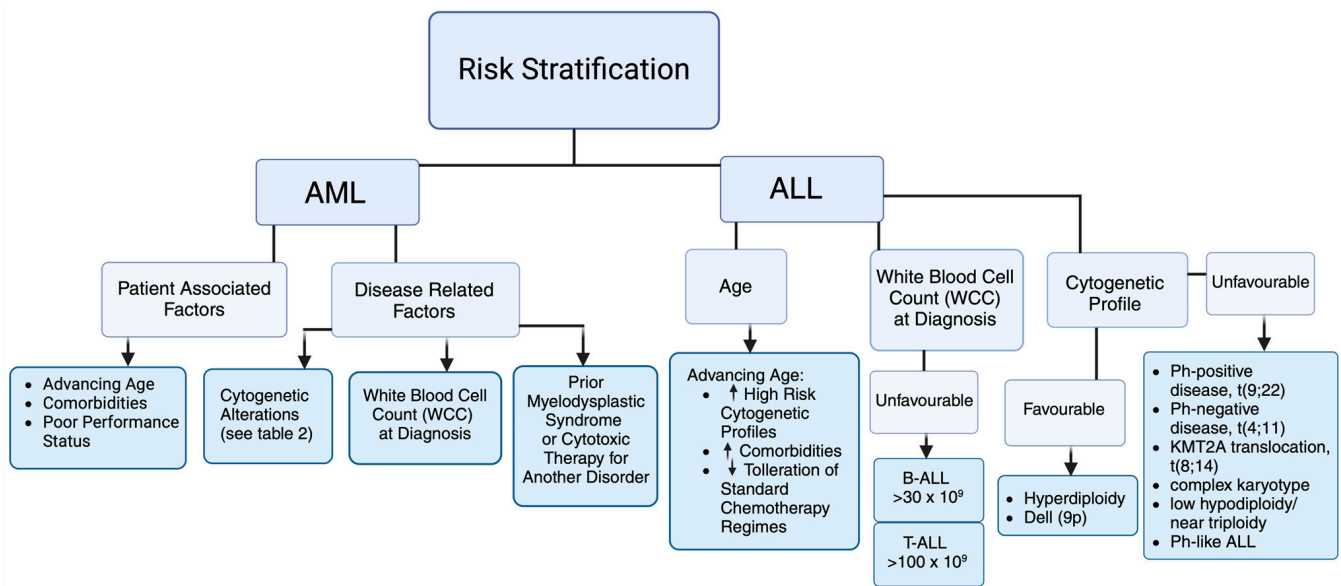 Risk Stratification
AML
ALL
Patient Associated
Factors
Disease Related
Factors
Age
White Blood Cell
Count (WCC)
at Diagnosis
Cytogenetic
Profile
Unfavourable
• Advancing Age
• Comorbidities
• Poor Performance
Status
Cytogenetic
Alterations
(see table 2)
White Blood Cell
Count (WCC)
at Diagnosis
Prior
Myelodysplastic
Syndrome
or Cytotoxic
Therapy for
Another Disorder
Advancing Age:
• ↑ High Risk
Cytogenetic
Profiles
• ↑ Comorbidities
• ↓ Tolleration of
Standard
Chemotherapy
Regimes
Unfavourable
B-ALL
>30 x 10⁹
T-ALL
>100 x 10⁹
Favourable
• Hyperdiploidy
• Dell (9p)
• Ph-positive
disease, t(9;22)
• Ph-negative
disease, t(4;11)
• KMT2A translocation,
t(8;14)
• complex karyotype
• low hypodiploidy/
near triploidy
• Ph-like ALL